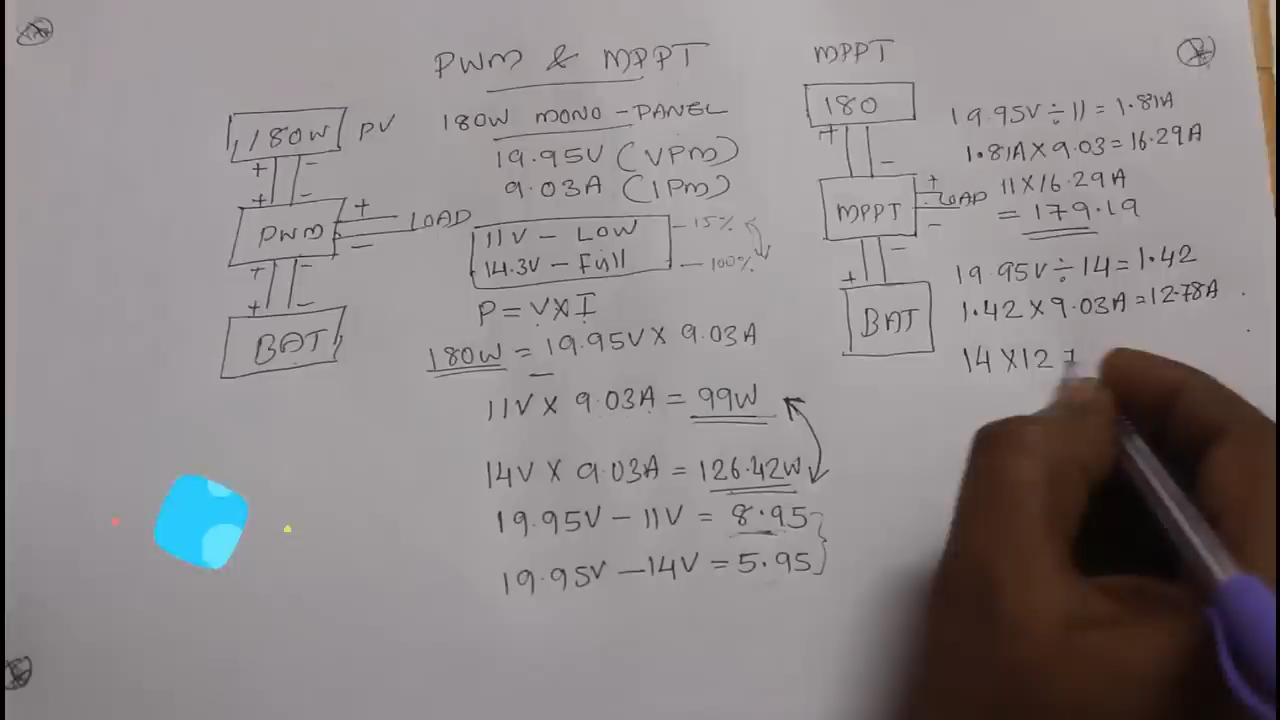 PWM & MPPT
180W MONO-PANEL
19.95V (VPM)
9.03A (IPM)
11V - LOW - 15%
14.3V - Full - 100%
P = V X I
180W = 19.95V X 9.03A
11V X 9.03A = 99W
14V X 9.03A = 126.42W
19.95V - 11V = 8.95
19.95V - 14V = 5.95
180W PV
+ -
+ -
PWM + LOAD -
+ -
+ -
BAT
MPPT
180
+ -
MPPT + LOAD -
+ -
BAT
19.95V ÷ 11 = 1.81A
1.81A X 9.03 = 16.29A
11 X 16.29A
= 179.19
19.95V ÷ 14 = 1.42
1.42 X 9.03A = 12.78A
14 X 12